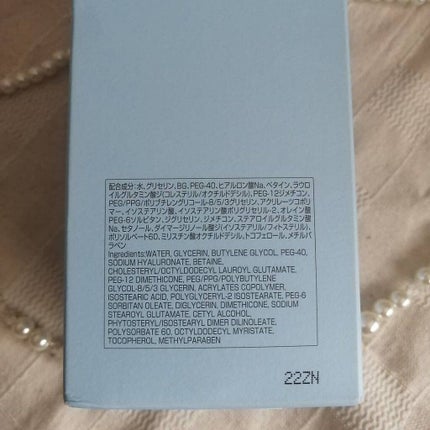 配合成分:水、グリセリン、BG、PEG-40、ヒアルロン酸Na、ベタイン、ラウロ
イルグルタミン酸ジ(コレステリル/オクチルドデシル)、PEG-12ジメチコン、
PEG/PPG/ポリブチレングリコール-8/5/3グリセリン、アクリレーツコポリ
マー、イソステアリン酸、イソステアリン酸ポリグリセリル-2、オレイン酸
PEG-6ソルビタン、ジグリセリン、ジメチコン、ステアロイルグルタミン酸
Na、セタノール、ダイマージリノール酸ジ(イソステアリル/フィトステリル)、
ポリソルベート60、ミリスチン酸オクチルドデシル、トコフェロール、メチルパ
ラベン
Ingredients:WATER, GLYCERIN, BUTYLENE GLYCOL, PEG-40,
SODIUM HYALURONATE, BETAINE,
CHOLESTERYL/OCTYLDODECYL LAUROYL GLUTAMATE,
PEG-12 DIMETHICONE, PEG/PPG/POLYBUTYLENE
GLYCOL-8/5/3 GLYCERIN, ACRYLATES COPOLYMER,
ISOSTEARIC ACID, POLYGLYCERYL-2 ISOSTEARATE, PEG-6
SORBITAN OLEATE, DIGLYCERIN, DIMETHICONE, SODIUM
STEAROYL GLUTAMATE, CETYL ALCOHOL,
PHYTOSTERYL/ISOSTEARYL DIMER DILINOLEATE,
POLYSORBATE 60, OCTYLDODECYL MYRISTATE,
TOCOPHEROL, METHYLPARABEN
22ZN